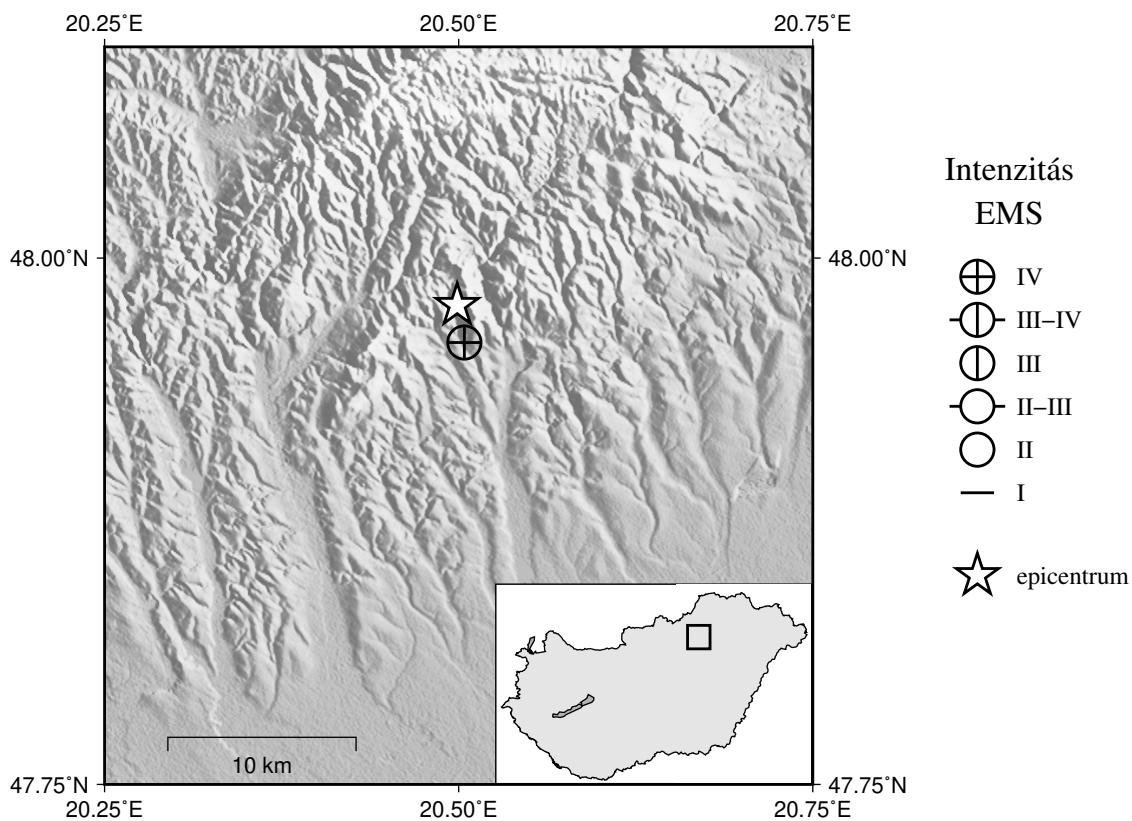 20.25°E 20.50°E 20.75°E
48.00°N 48.00°N
47.75°N 47.75°N
20.25°E 20.50°E 20.75°E
10 km
Intenzitás
EMS
IV
III–IV
III
II–III
II
I
epicentrum